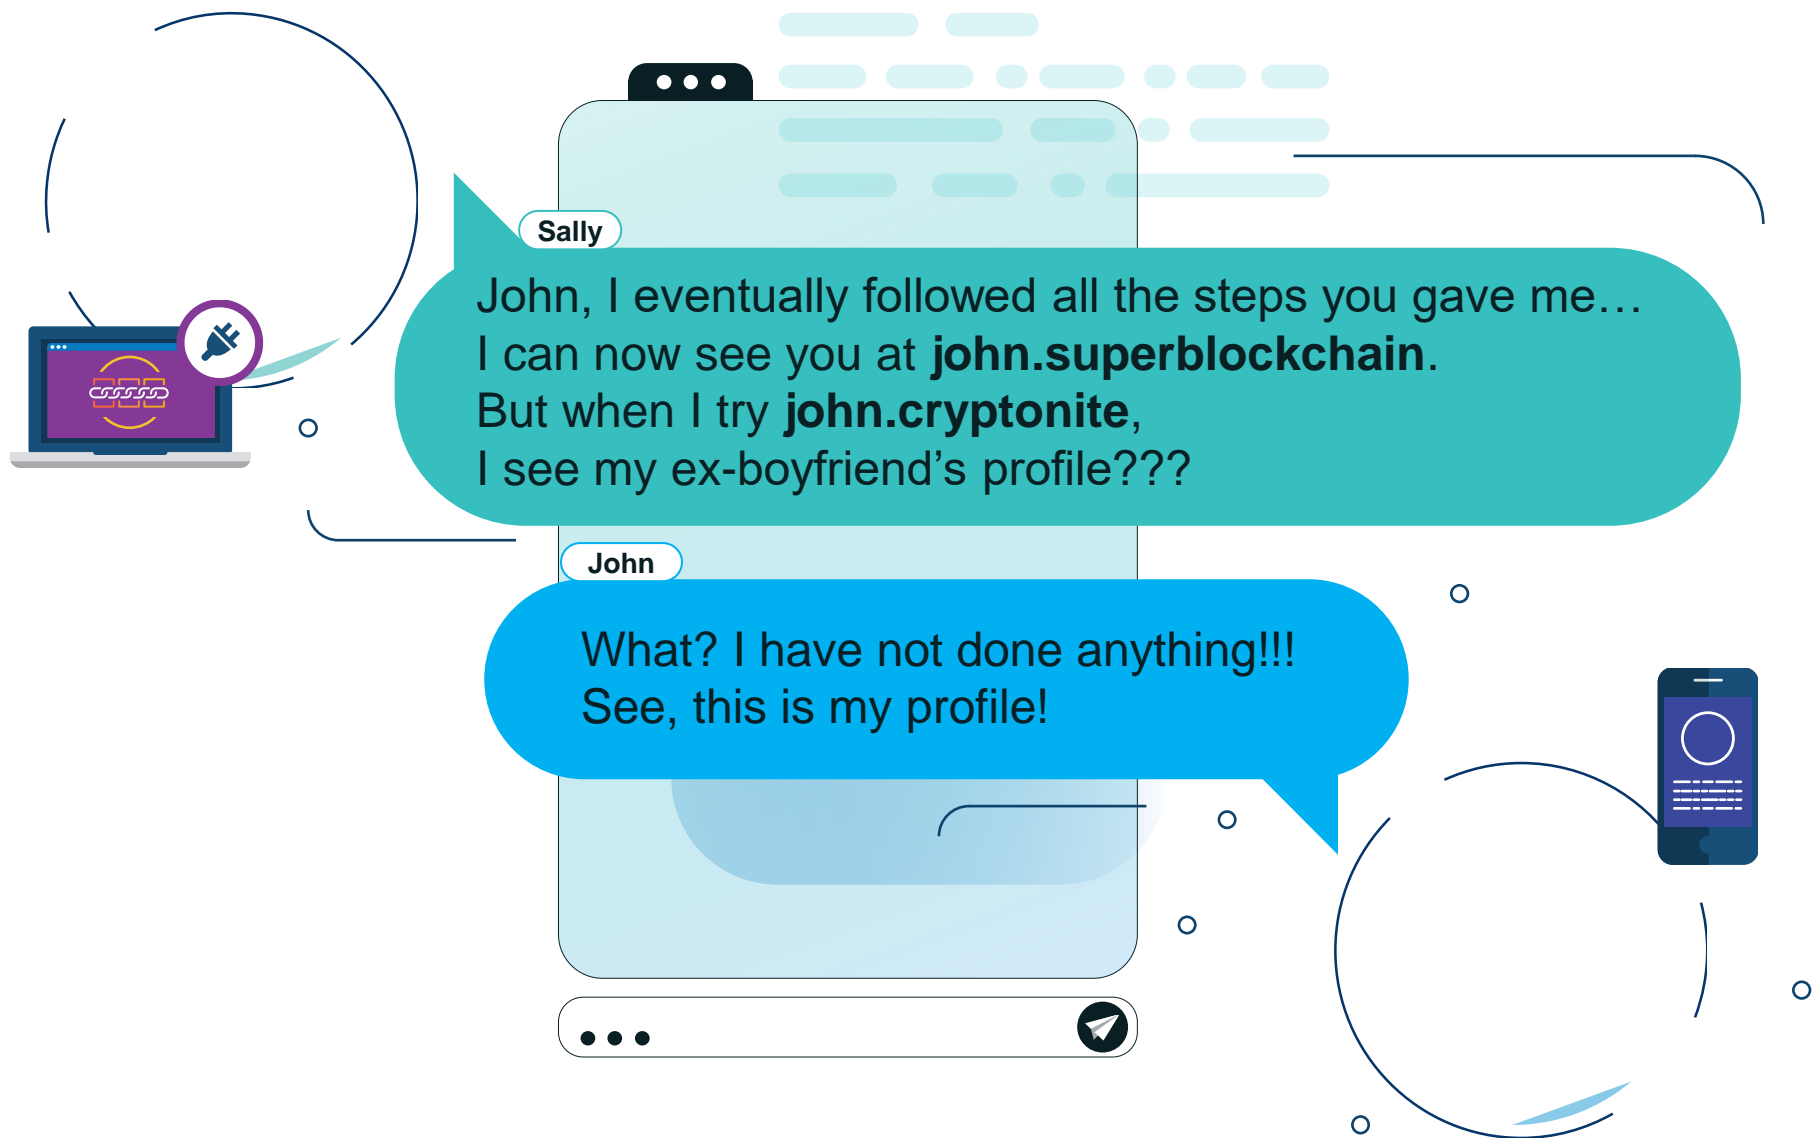 Sally
John, I eventually followed all the steps you gave me…
I can now see you at john.superblockchain.
But when I try john.cryptonite,
I see my ex-boyfriend’s profile???
John
What? I have not done anything!!!
See, this is my profile!